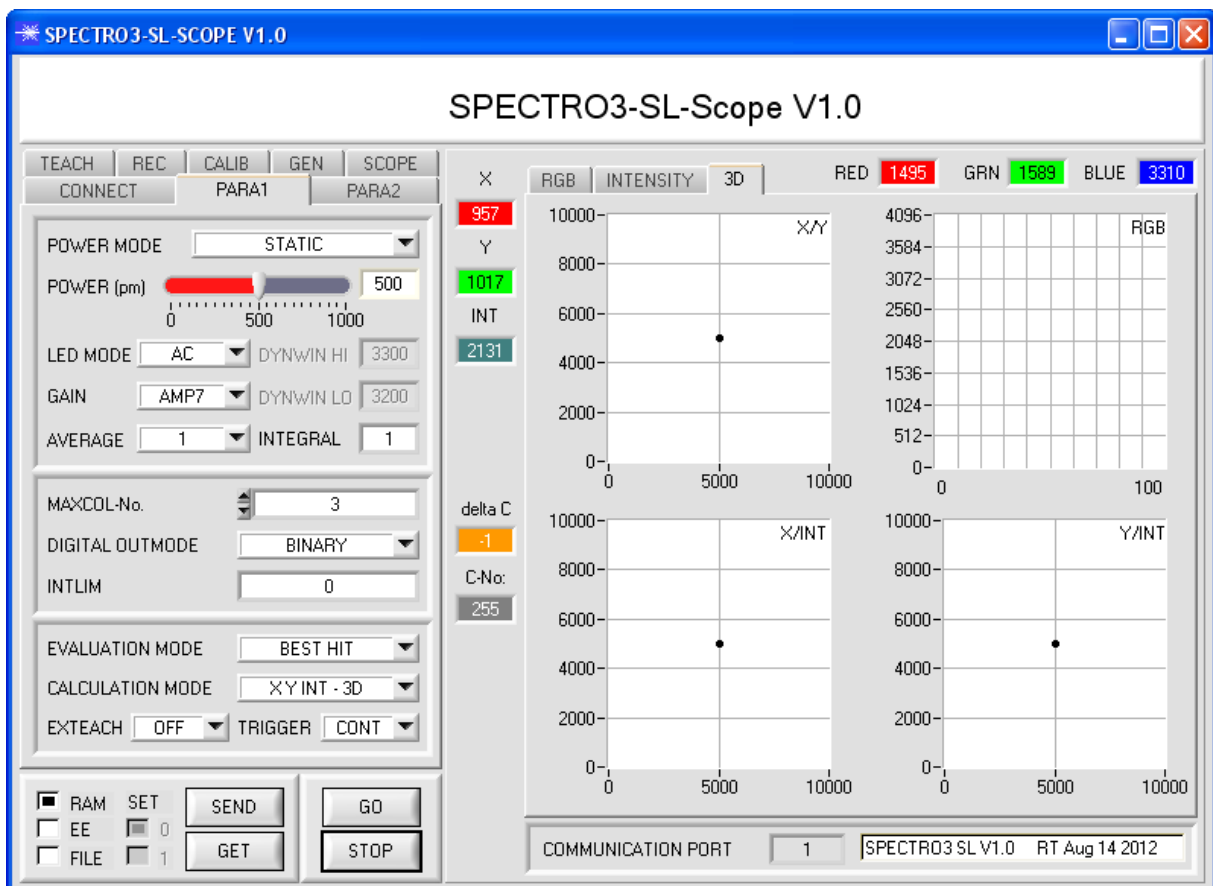 SPECTRO3-SL-SCOPE V1.0
SPECTRO3-SL-Scope V1.0
TEACH REC CALIB GEN SCOPE
CONNECT PARA1 PARA2
POWER MODE STATIC
POWER (pm) 500
0 500 1000
LED MODE AC DYNWIN HI 3300
GAIN AMP7 DYNWIN LO 3200
AVERAGE 1 INTEGRAL 1
MAXCOL-No. 3
DIGITAL OUTMODE BINARY
INTLIM 0
EVALUATION MODE BEST HIT
CALCULATION MODE X Y INT - 3D
EXTEACH OFF TRIGGER CONT
RAM SET SEND GO
EE 0
FILE 1 GET STOP
X
957
Y
1017
INT
2131
delta C
-1
C-No:
255
RGB INTENSITY 3D RED 1495 GRN 1589 BLUE 3310
X/Y
10000
8000
6000
4000
2000
0
0 5000 10000
RGB
4096
3584
3072
2560
2048
1536
1024
512
0
0 100
X/INT
10000
8000
6000
4000
2000
0
0 5000 10000
Y/INT
10000
8000
6000
4000
2000
0
0 5000 10000
COMMUNICATION PORT 1 SPECTRO3 SL V1.0 RT Aug 14 2012